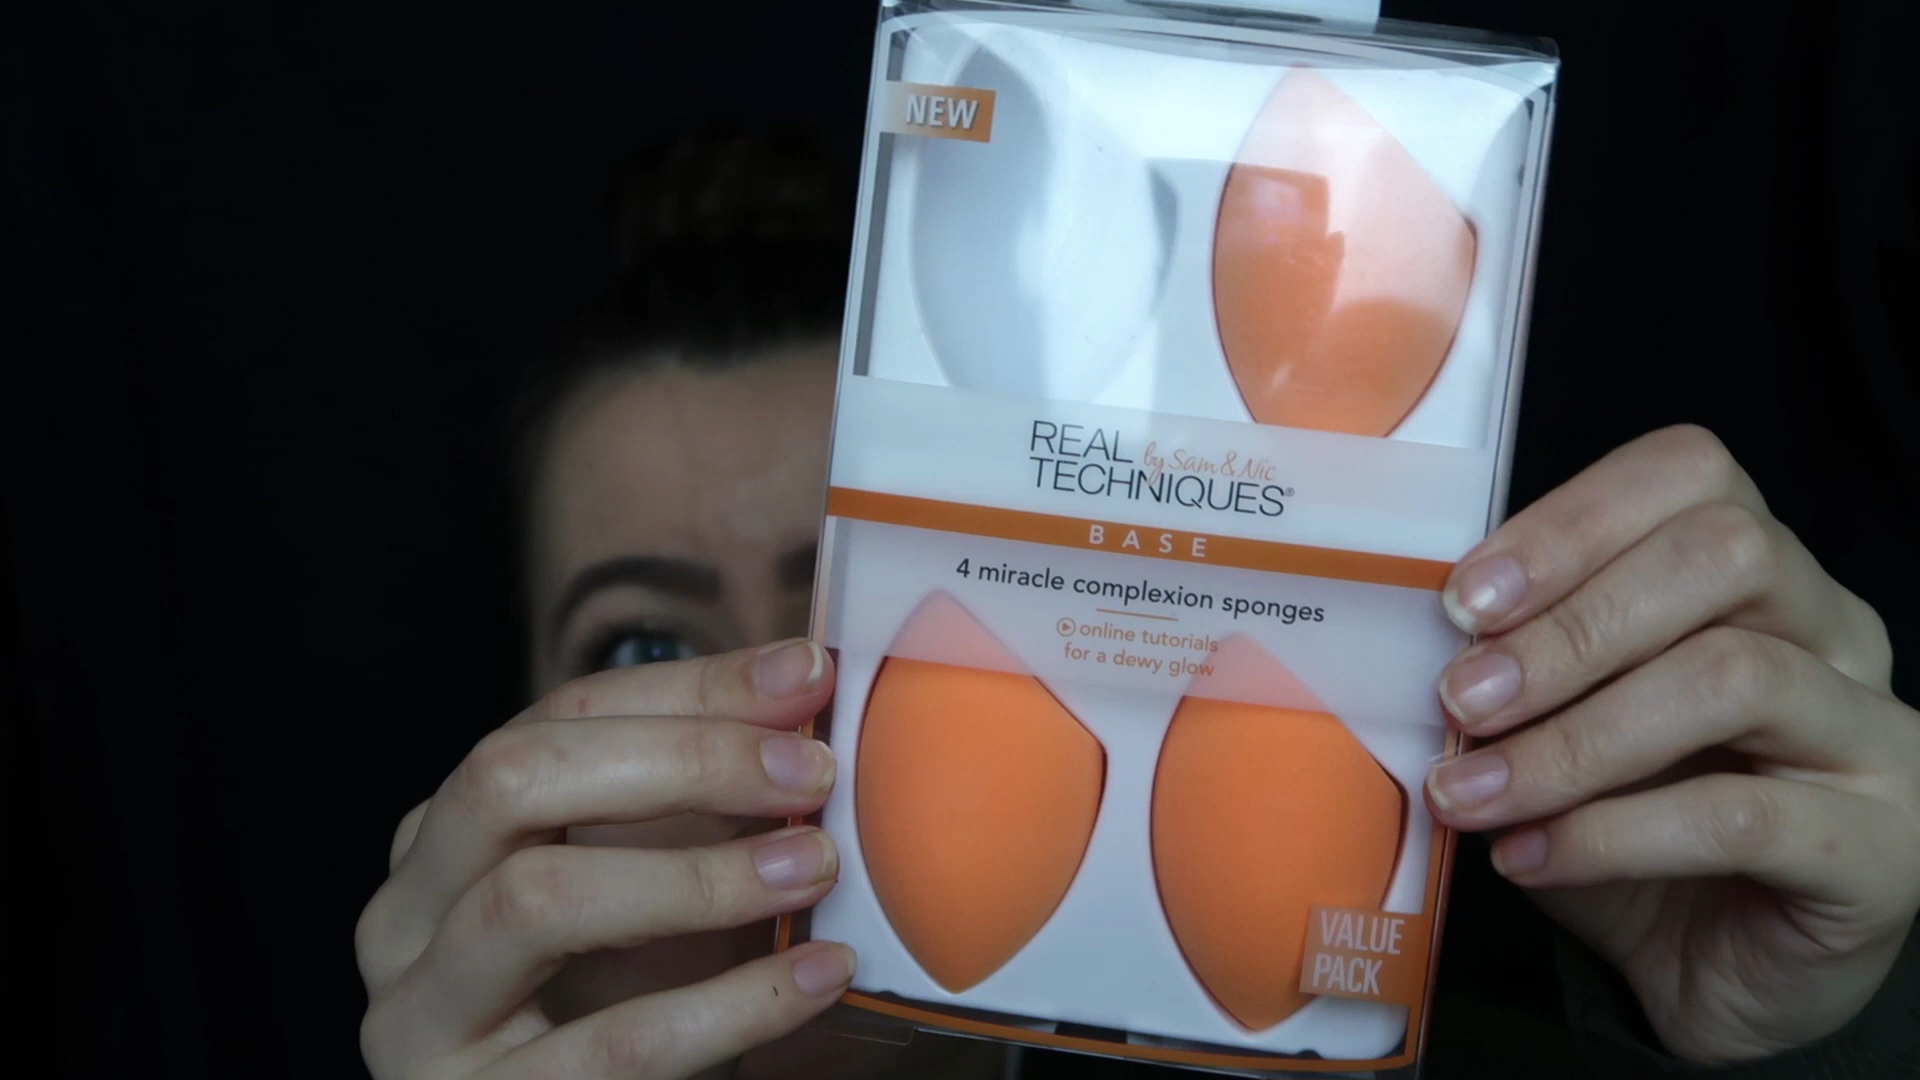 NEW
REAL by Sam & Nic
TECHNIQUES®
BASE
4 miracle complexion sponges
online tutorials
for a dewy glow
VALUE
PACK